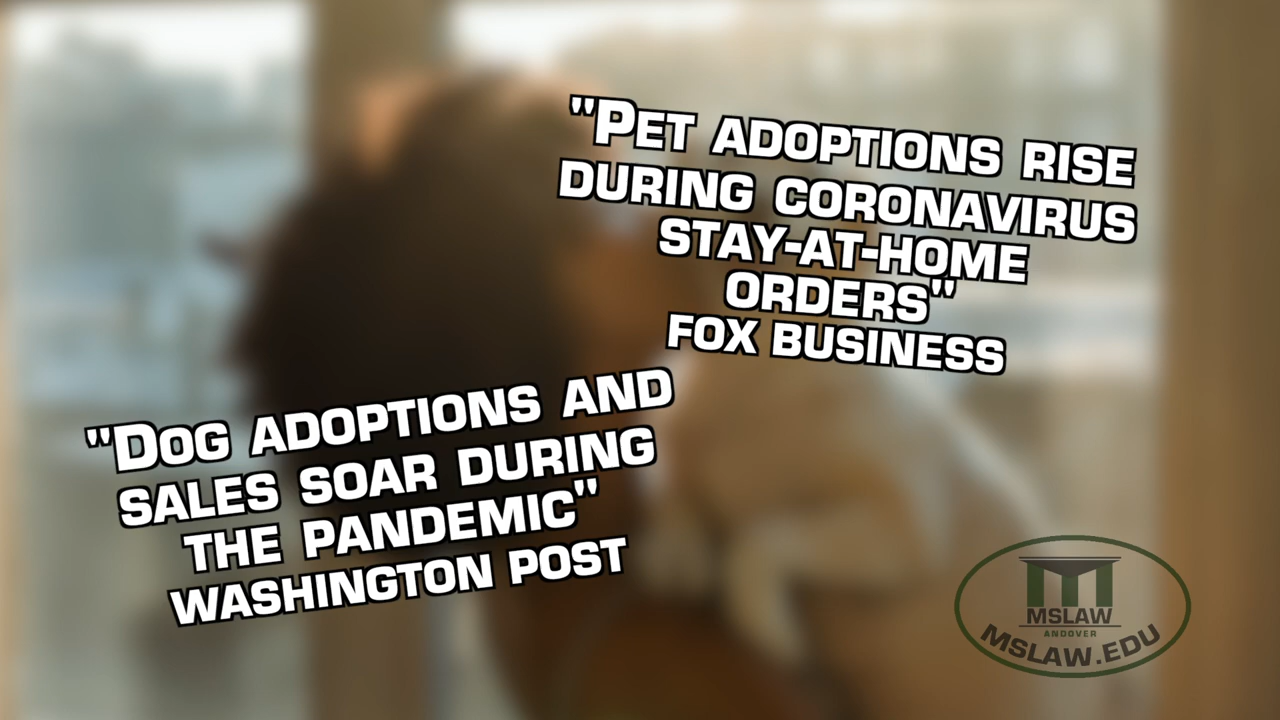 "Pet adoptions rise
during coronavirus
stay-at-home
orders"
Fox Business
"Dog adoptions and
sales soar during
the pandemic"
Washington Post
MSLAW
ANDOVER
MSLAW.EDU